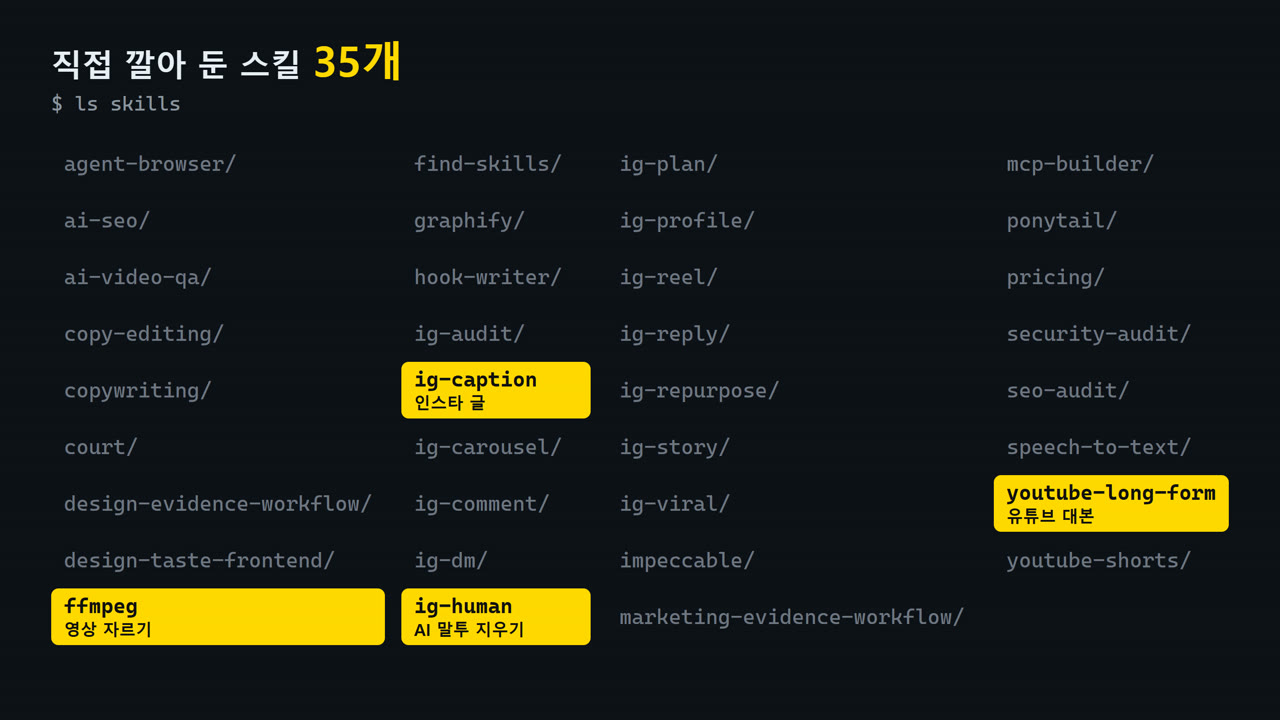 직접 깔아 둔 스킬 35개
$ ls skills
agent-browser/
ai-seo/
ai-video-qa/
copy-editing/
copywriting/
court/
design-evidence-workflow/
design-taste-frontend/
ffmpeg
영상 자르기
find-skills/
graphify/
hook-writer/
ig-audit/
ig-caption
인스타 글
ig-carousel/
ig-comment/
ig-dm/
ig-human
AI 말투 지우기
ig-plan/
ig-profile/
ig-reel/
ig-reply/
ig-repurpose/
ig-story/
ig-viral/
impeccable/
marketing-evidence-workflow/
mcp-builder/
ponytail/
pricing/
security-audit/
seo-audit/
speech-to-text/
youtube-long-form
유튜브 대본
youtube-shorts/